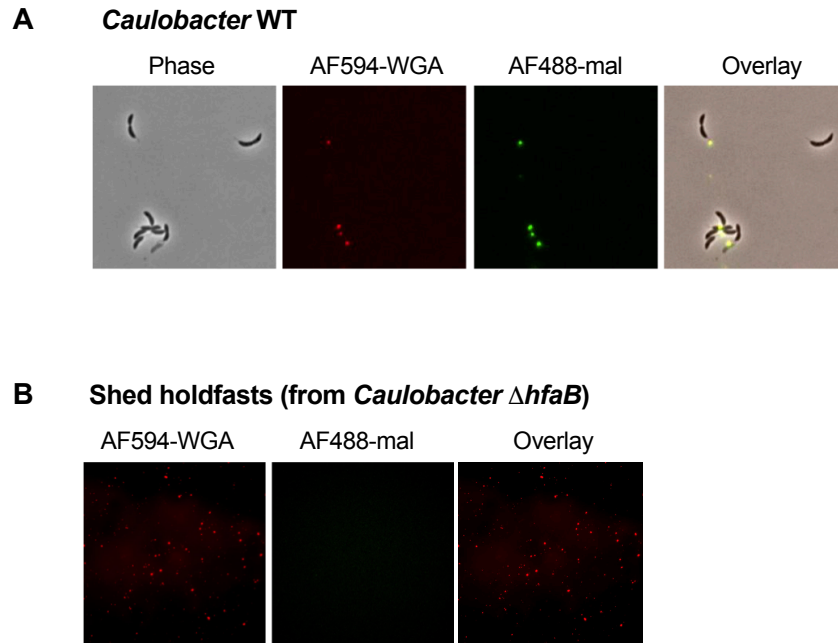 A Caulobacter WT
Phase AF594-WGA AF488-mal Overlay
B Shed holdfasts (from Caulobacter ΔhfaB)
AF594-WGA AF488-mal Overlay